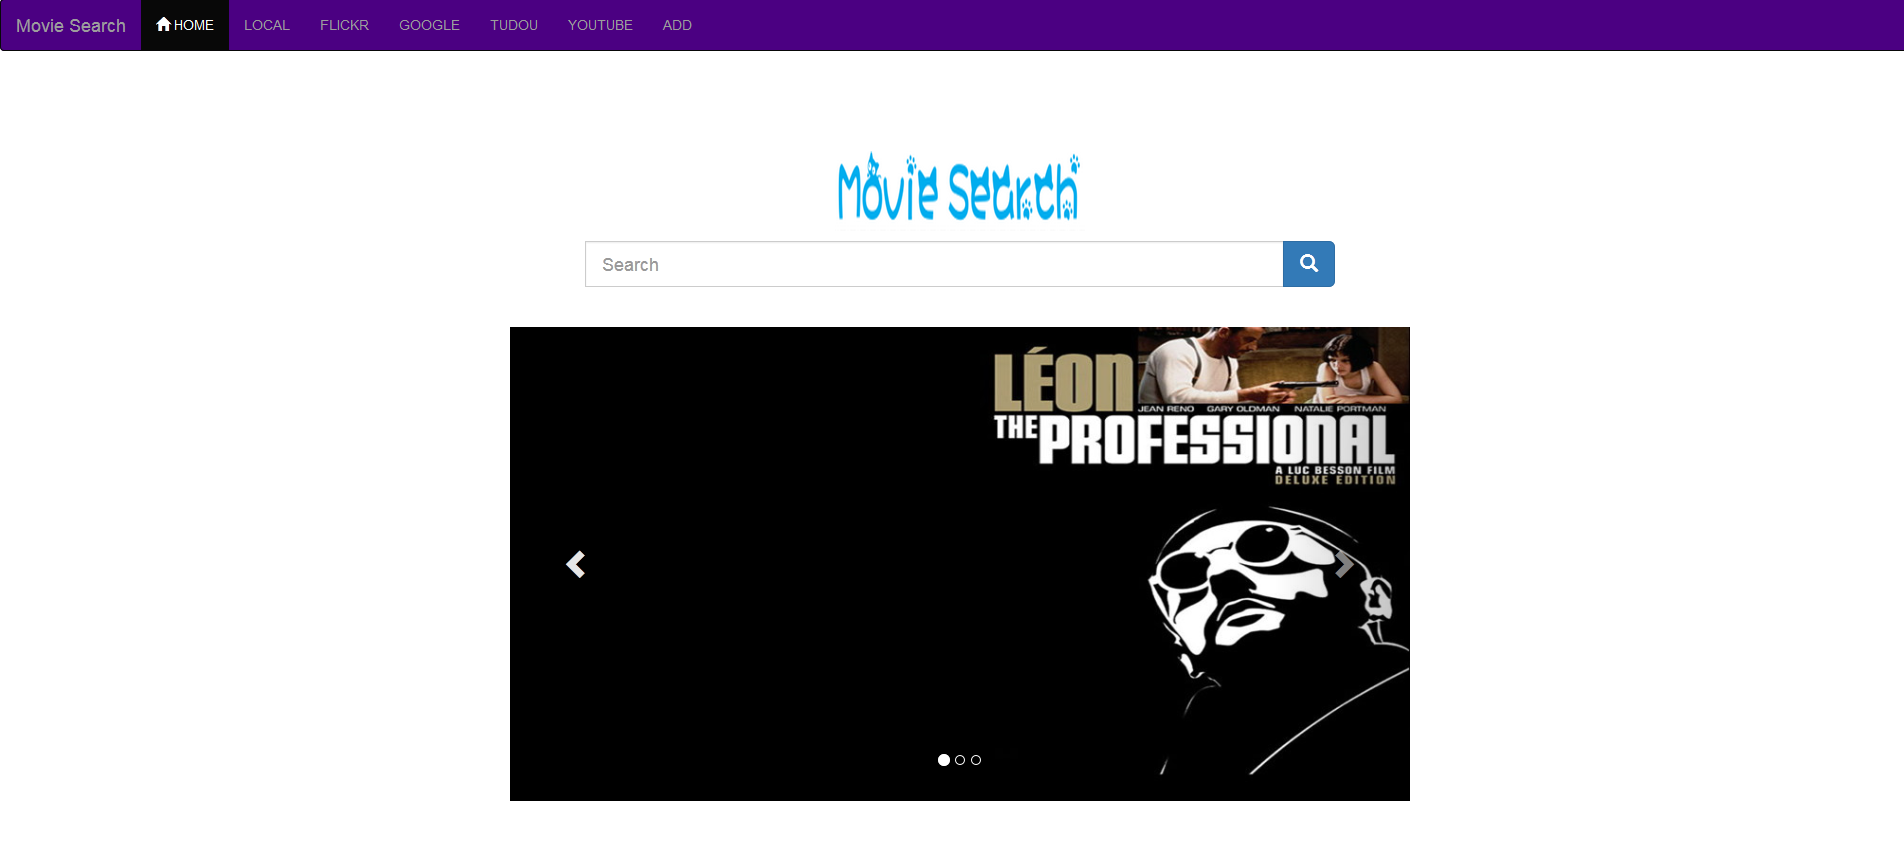 Movie Search HOME LOCAL FLICKR GOOGLE TUDOU YOUTUBE ADD
Movie Search
Search
LÉON
JEAN RENO GARY OLDMAN NATALIE PORTMAN
THE PROFESSIONAL
A LUC BESSON FILM
DELUXE EDITION